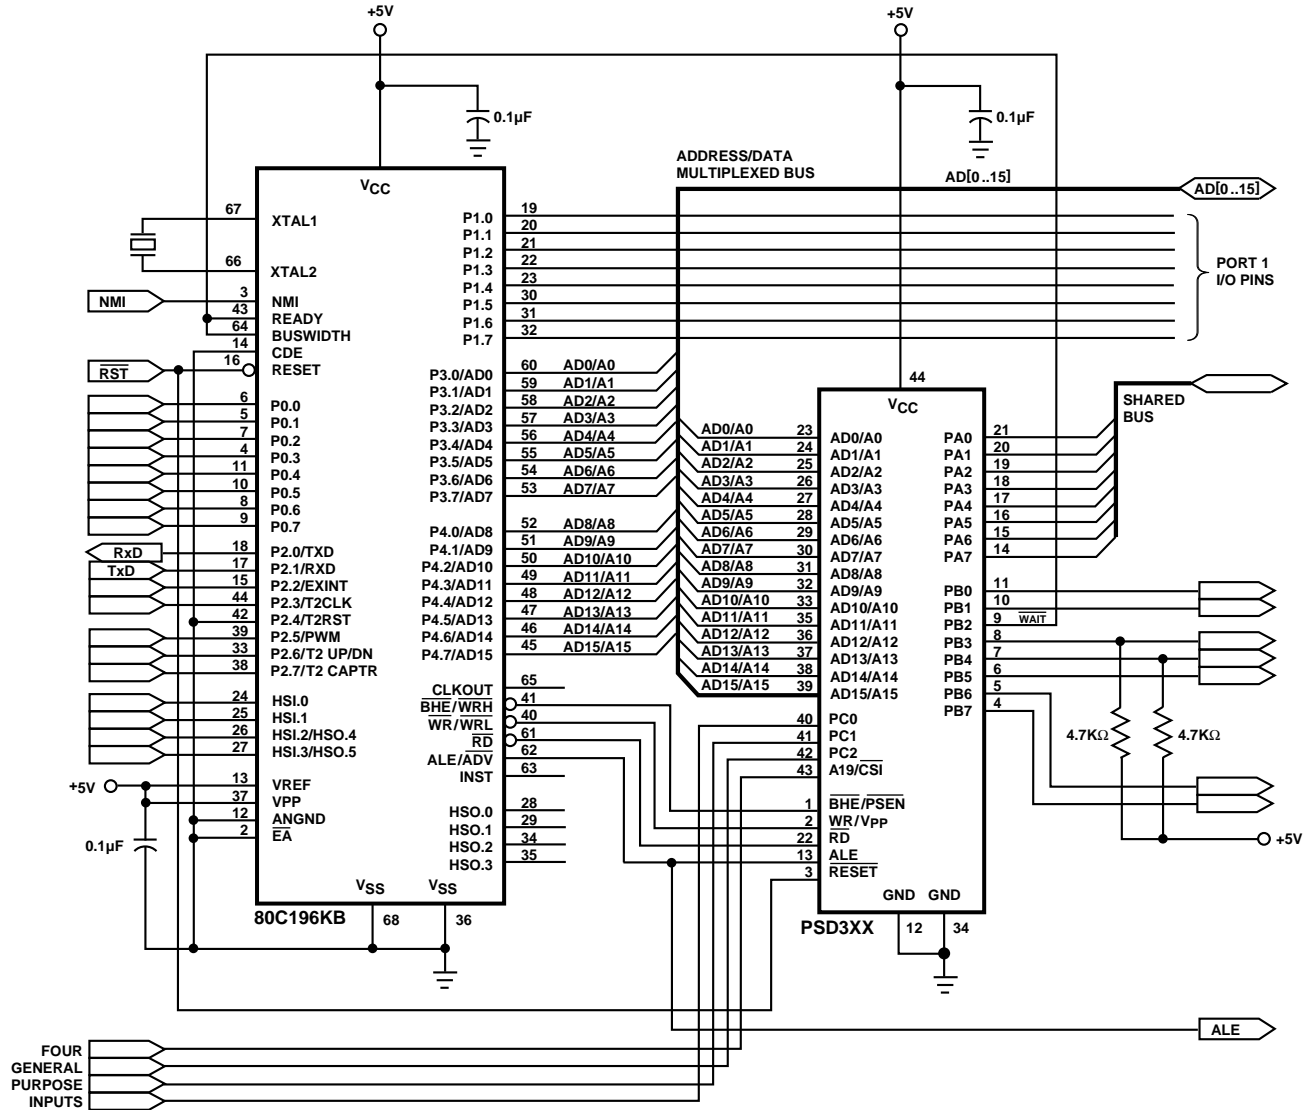 +5V
+5V
0.1µF
0.1µF
ADDRESS/DATA
MULTIPLEXED BUS
AD[0..15]
AD[0..15]
VCC
67
XTAL1
66
XTAL2
NMI
3
NMI
43
READY
64
BUSWIDTH
14
CDE
RST
16
RESET
6
P0.0
5
P0.1
7
P0.2
4
P0.3
11
P0.4
10
P0.5
8
P0.6
9
P0.7
RxD
18
P2.0/TXD
TxD
17
P2.1/RXD
15
P2.2/EXINT
44
P2.3/T2CLK
42
P2.4/T2RST
39
P2.5/PWM
33
P2.6/T2 UP/DN
38
P2.7/T2 CAPTR
24
HSI.0
25
HSI.1
26
HSI.2/HSO.4
27
HSI.3/HSO.5
+5V
13
VREF
37
VPP
12
ANGND
2
EA
0.1µF
P1.0
19
P1.1
20
P1.2
21
P1.3
22
P1.4
23
P1.5
30
P1.6
31
P1.7
32
PORT 1
I/O PINS
P3.0/AD0
60
AD0/A0
P3.1/AD1
59
AD1/A1
P3.2/AD2
58
AD2/A2
P3.3/AD3
57
AD3/A3
P3.4/AD4
56
AD4/A4
P3.5/AD5
55
AD5/A5
P3.6/AD6
54
AD6/A6
P3.7/AD7
53
AD7/A7
P4.0/AD8
52
AD8/A8
P4.1/AD9
51
AD9/A9
P4.2/AD10
50
AD10/A10
P4.3/AD11
49
AD11/A11
P4.4/AD12
48
AD12/A12
P4.5/AD13
47
AD13/A13
P4.6/AD14
46
AD14/A14
P4.7/AD15
45
AD15/A15
CLKOUT
65
BHE/WRH
41
WR/WRL
40
RD
61
ALE/ADV
62
INST
63
HSO.0
28
HSO.1
29
HSO.2
34
HSO.3
35
VSS
VSS
80C196KB
68
36
44
VCC
AD0/A0
23
AD0/A0
AD1/A1
24
AD1/A1
AD2/A2
25
AD2/A2
AD3/A3
26
AD3/A3
AD4/A4
27
AD4/A4
AD5/A5
28
AD5/A5
AD6/A6
29
AD6/A6
AD7/A7
30
AD7/A7
AD8/A8
31
AD8/A8
AD9/A9
32
AD9/A9
AD10/A10
33
AD10/A10
AD11/A11
35
AD11/A11
AD12/A12
36
AD12/A12
AD13/A13
37
AD13/A13
AD14/A14
38
AD14/A14
AD15/A15
39
AD15/A15
40
PC0
41
PC1
42
PC2
43
A19/CSI
1
BHE/PSEN
2
WR/VPP
22
RD
13
ALE
3
RESET
PA0
21
PA1
20
PA2
19
PA3
18
PA4
17
PA5
16
PA6
15
PA7
14
SHARED
BUS
PB0
11
PB1
10
PB2
9
WAIT
PB3
8
PB4
7
PB5
6
PB6
5
PB7
4
4.7KΩ
4.7KΩ
+5V
GND
GND
PSD3XX
12
34
ALE
FOUR
GENERAL
PURPOSE
INPUTS